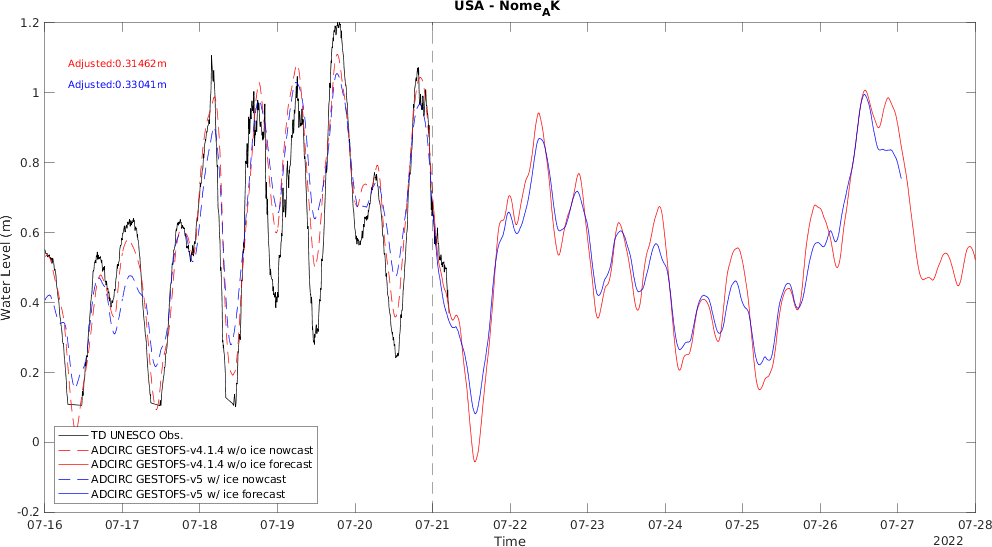 USA - Nome_AK
1.2
Adjusted:0.31462m
Adjusted:0.33041m
1
0.8
0.6
0.4
0.2
0
-0.2
Water Level (m)
TD UNESCO Obs.
ADCIRC GESTOFS-v4.1.4 w/o ice nowcast
ADCIRC GESTOFS-v4.1.4 w/o ice forecast
ADCIRC GESTOFS-v5 w/ ice nowcast
ADCIRC GESTOFS-v5 w/ ice forecast
07-16 07-17 07-18 07-19 07-20 07-21 07-22 07-23 07-24 07-25 07-26 07-27 07-28
Time
2022